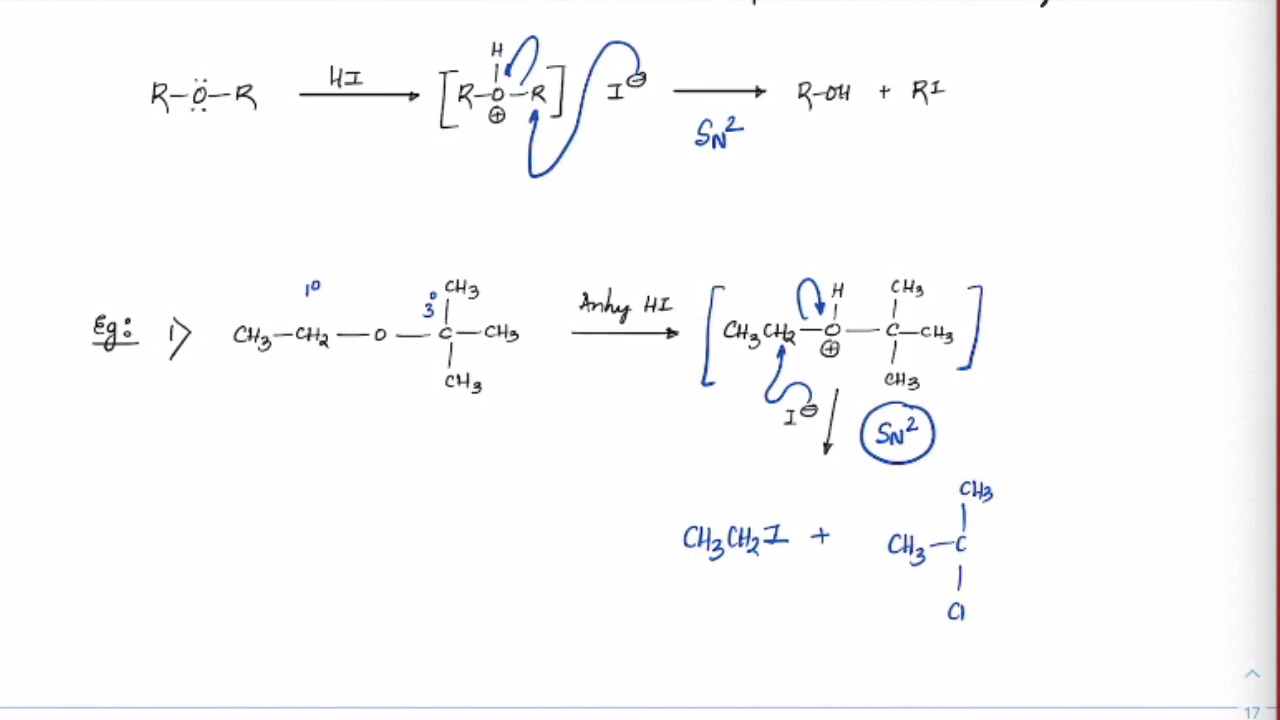 R–Ö–R HI [R–O–R] H ⊕ I⊖ SN2 R–OH + RI
Eg: 1> CH3–CH2–O–C–CH3 1° 3° CH3 CH3 Anhy HI [CH3CH2–O–C–CH3] H ⊕ CH3 CH3
I⊖ SN2
CH3CH2I + CH3–C CH3 Cl
17